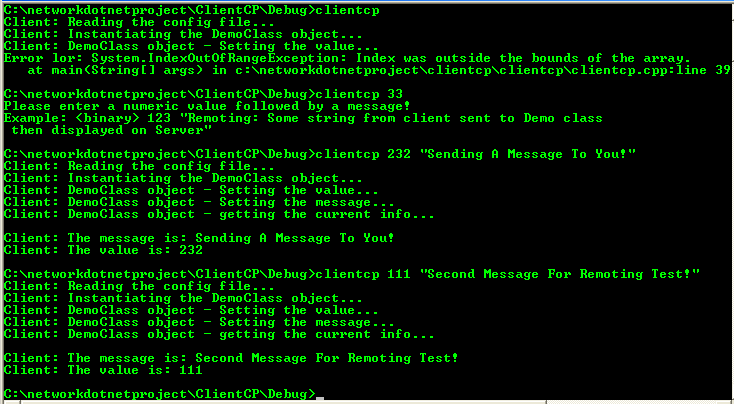 C:\networkdotnetproject\ClientCP\Debug>clientcp
Client: Reading the config file...
Client: Instantiating the DemoClass object...
Client: DemoClass object - Setting the value...
Error lor: System.IndexOutOfRangeException: Index was outside the bounds of the array.
   at main(String[] args) in c:\networkdotnetproject\clientcp\clientcp\clientcp.cpp:line 39
C:\networkdotnetproject\ClientCP\Debug>clientcp 33
Please enter a numeric value followed by a message!
Example: <binary> 123 "Remoting: Some string from client sent to Demo class
 then displayed on Server"
C:\networkdotnetproject\ClientCP\Debug>clientcp 232 "Sending A Message To You!"
Client: Reading the config file...
Client: Instantiating the DemoClass object...
Client: DemoClass object - Setting the value...
Client: DemoClass object - Setting the message...
Client: DemoClass object - getting the current info...
Client: The message is: Sending A Message To You!
Client: The value is: 232
C:\networkdotnetproject\ClientCP\Debug>clientcp 111 "Second Message For Remoting Test!"
Client: Reading the config file...
Client: Instantiating the DemoClass object...
Client: DemoClass object - Setting the value...
Client: DemoClass object - Setting the message...
Client: DemoClass object - getting the current info...
Client: The message is: Second Message For Remoting Test!
Client: The value is: 111
C:\networkdotnetproject\ClientCP\Debug>_